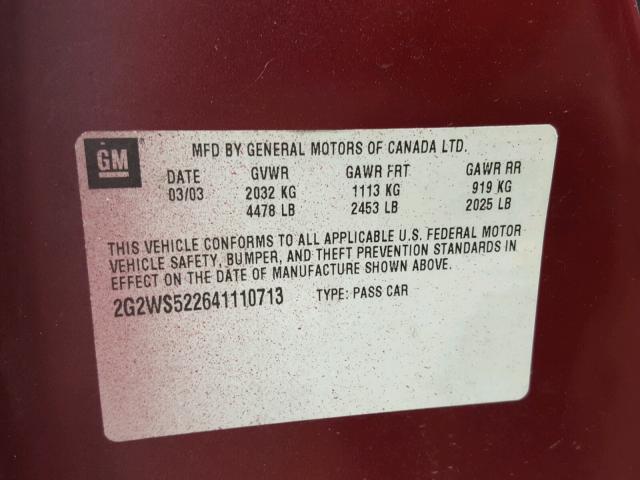 GM
MFD BY GENERAL MOTORS OF CANADA LTD.
DATE GVWR GAWR FRT GAWR RR
03/03 2032 KG 1113 KG 919 KG
4478 LB 2453 LB 2025 LB
THIS VEHICLE CONFORMS TO ALL APPLICABLE U.S. FEDERAL MOTOR
VEHICLE SAFETY, BUMPER, AND THEFT PREVENTION STANDARDS IN
EFFECT ON THE DATE OF MANUFACTURE SHOWN ABOVE.
2G2WS522641110713 TYPE: PASS CAR